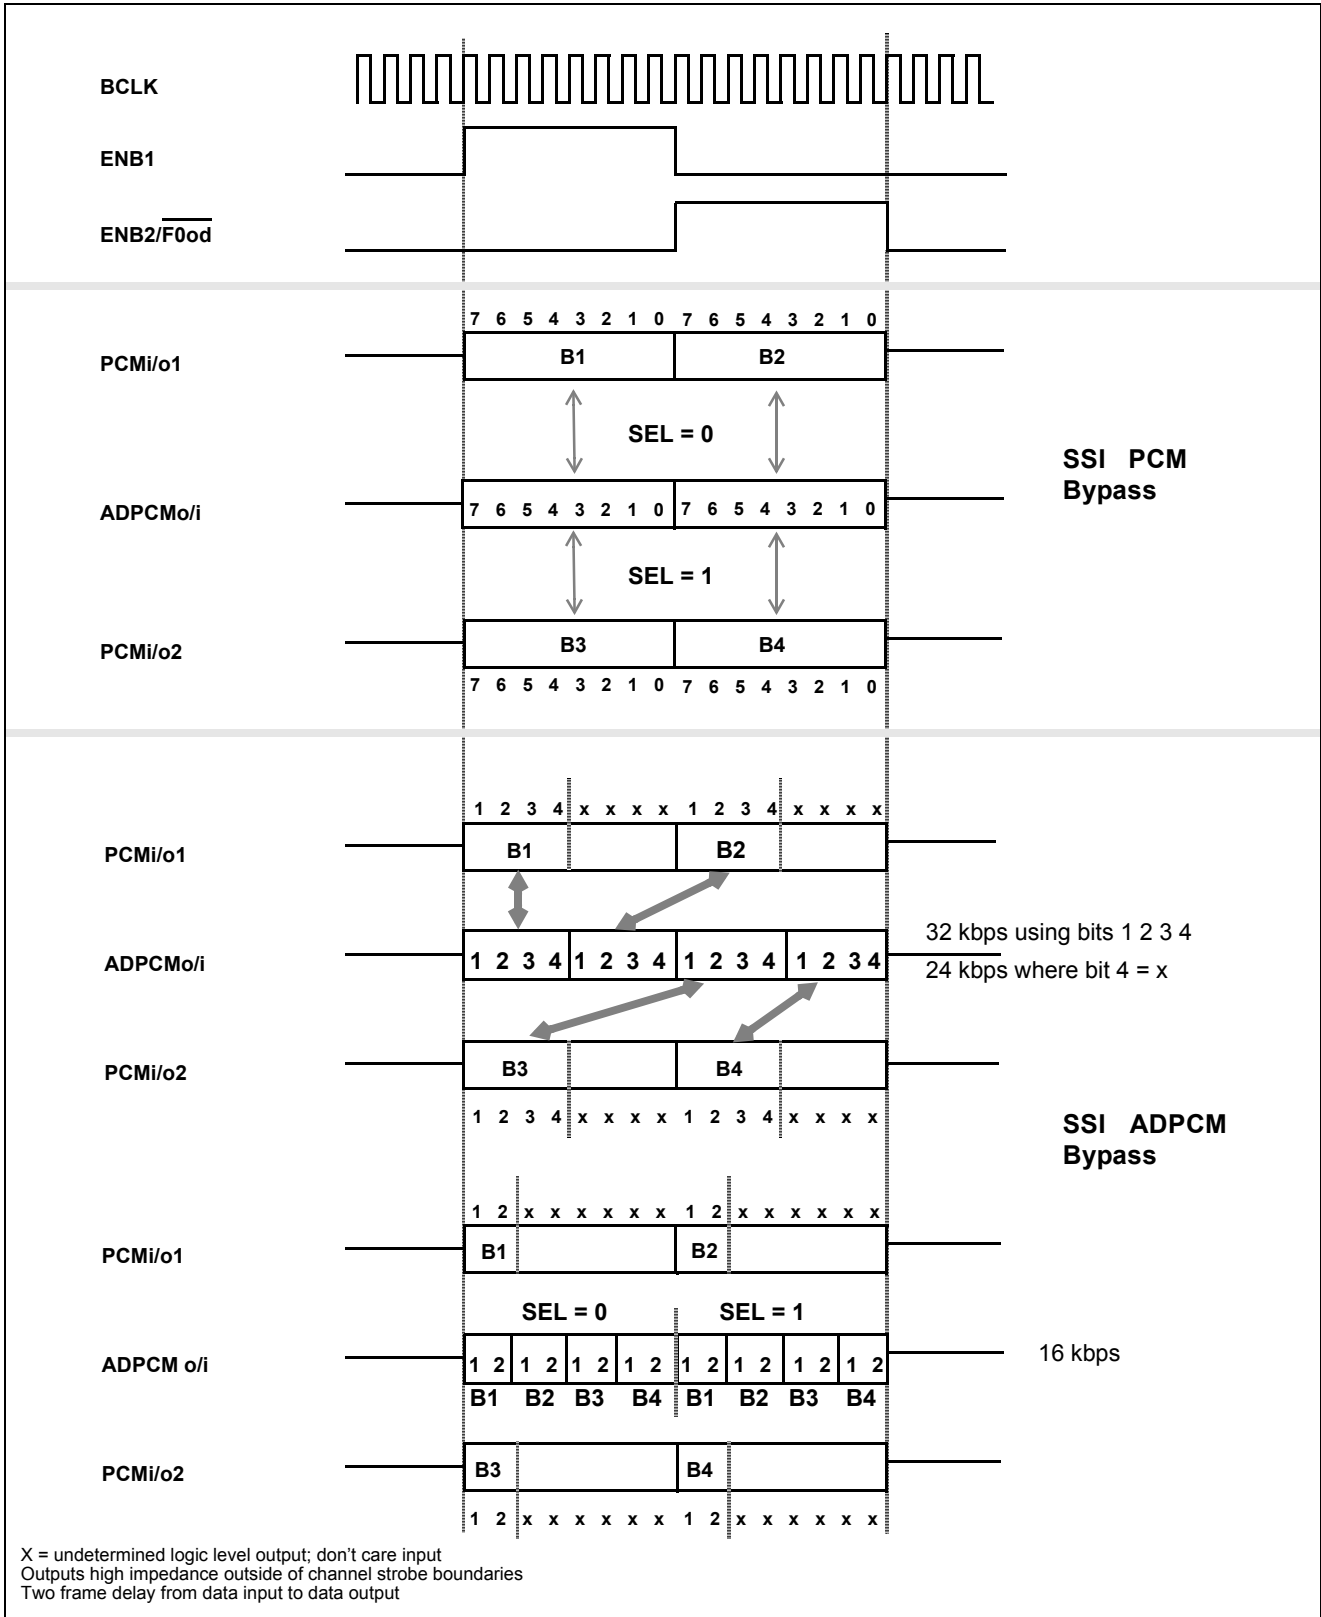 BCLK
ENB1
ENB2/F0od
7 6 5 4 3 2 1 0 7 6 5 4 3 2 1 0
PCMi/o1
B1 B2
SEL = 0
SSI PCM
Bypass
ADPCMo/i
7 6 5 4 3 2 1 0 7 6 5 4 3 2 1 0
SEL = 1
PCMi/o2
B3 B4
7 6 5 4 3 2 1 0 7 6 5 4 3 2 1 0
1 2 3 4 x x x x 1 2 3 4 x x x x
PCMi/o1
B1 B2
ADPCMo/i
1 2 3 4 1 2 3 4 1 2 3 4 1 2 3 4
32 kbps using bits 1 2 3 4
24 kbps where bit 4 = x
PCMi/o2
B3 B4
1 2 3 4 x x x x 1 2 3 4 x x x x
SSI ADPCM
Bypass
1 2 x x x x x x 1 2 x x x x x x
PCMi/o1
B1 B2
SEL = 0 SEL = 1
ADPCM o/i
1 2 1 2 1 2 1 2 1 2 1 2 1 2 1 2
16 kbps
B1 B2 B3 B4 B1 B2 B3 B4
PCMi/o2
B3 B4
1 2 x x x x x x 1 2 x x x x x x
X = undetermined logic level output; don't care input
Outputs high impedance outside of channel strobe boundaries
Two frame delay from data input to data output